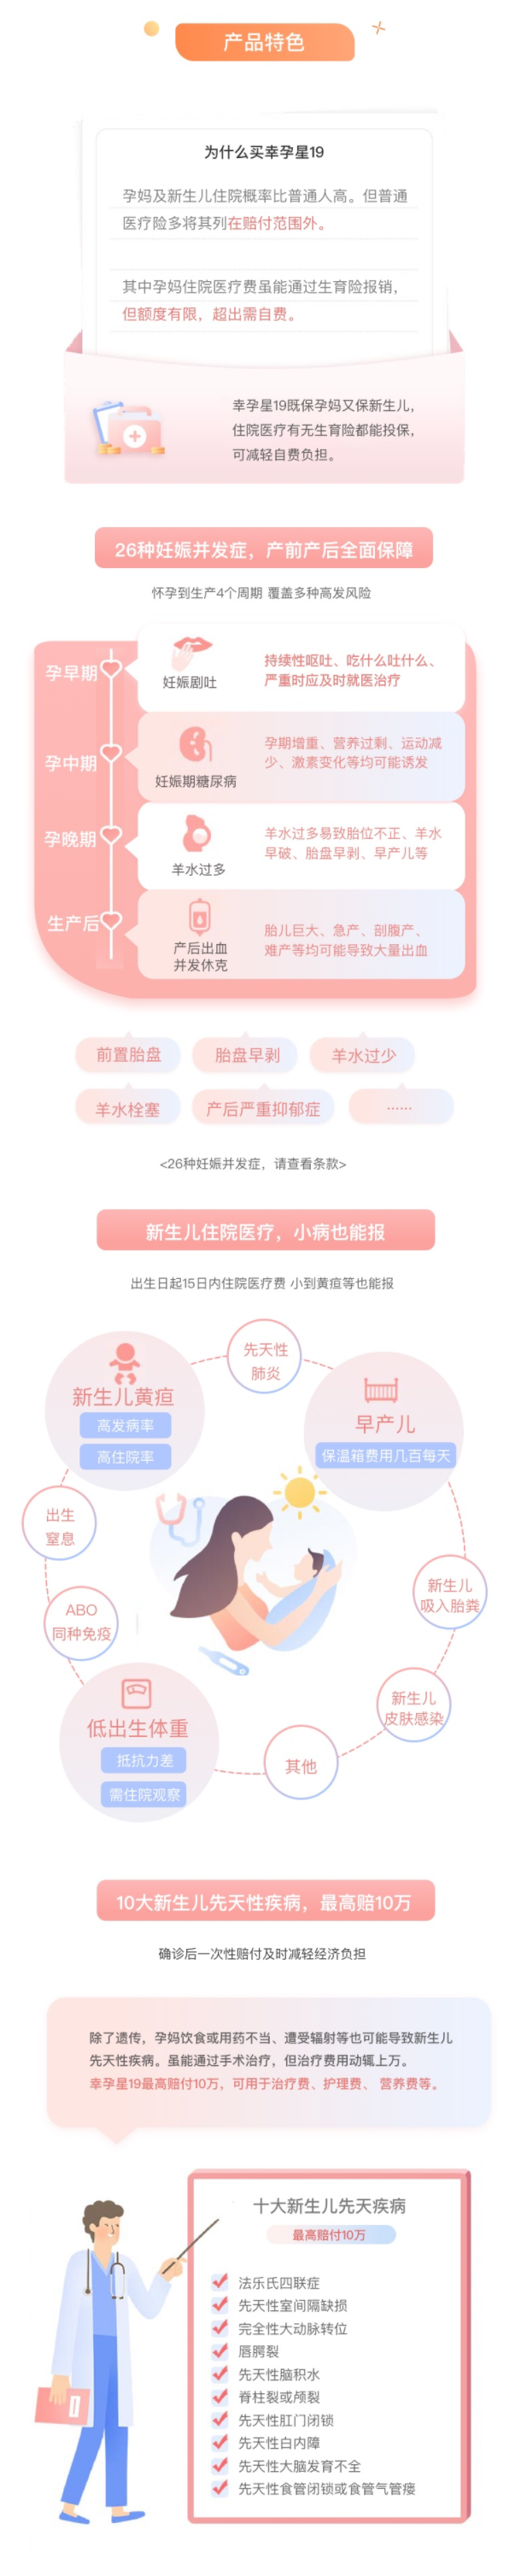 产品特色
为什么买幸孕星19
孕妈及新生儿住院概率比普通人高。但普通
医疗险多将其列在赔付范围外。
其中孕妈住院医疗费虽能通过生育险报销，
但额度有限，超出需自费。
幸孕星19既保孕妈又保新生儿，
住院医疗有无生育险都能投保，
可减轻自费负担。
26种妊娠并发症，产前产后全面保障
怀孕到生产4个周期 覆盖多种高发风险
孕早期
妊娠剧吐
持续性呕吐、吃什么吐什么、
严重时应及时就医治疗
孕中期
妊娠期糖尿病
孕期增重、营养过剩、运动减
少、激素变化等均可能诱发
孕晚期
羊水过多
羊水过多易致胎位不正、羊水
早破、胎盘早剥、早产儿等
生产后
产后出血
并发休克
胎儿巨大、急产、剖腹产、
难产等均可能导致大量出血
前置胎盘
胎盘早剥
羊水过少
羊水栓塞
产后严重抑郁症
······
<26种妊娠并发症，请查看条款>
新生儿住院医疗，小病也能报
出生日起15日内住院医疗费 小到黄疸等也能报
先天性
肺炎
新生儿黄疸
高发病率
高住院率
早产儿
保温箱费用几百每天
出生
窒息
新生儿
吸入胎粪
ABO
同种免疫
新生儿
皮肤感染
低出生体重
抵抗力差
需住院观察
其他
10大新生儿先天性疾病，最高赔10万
确诊后一次性赔付及时减轻经济负担
除了遗传，孕妈饮食或用药不当、遭受辐射等也可能导致新生儿
先天性疾病。虽能通过手术治疗，但治疗费用动辄上万。
幸孕星19最高赔付10万，可用于治疗费、护理费、 营养费等。
十大新生儿先天疾病
最高赔付10万
法乐氏四联症
先天性室间隔缺损
完全性大动脉转位
唇腭裂
先天性脑积水
脊柱裂或颅裂
先天性肛门闭锁
先天性白内障
先天性大脑发育不全
先天性食管闭锁或食管气管瘘